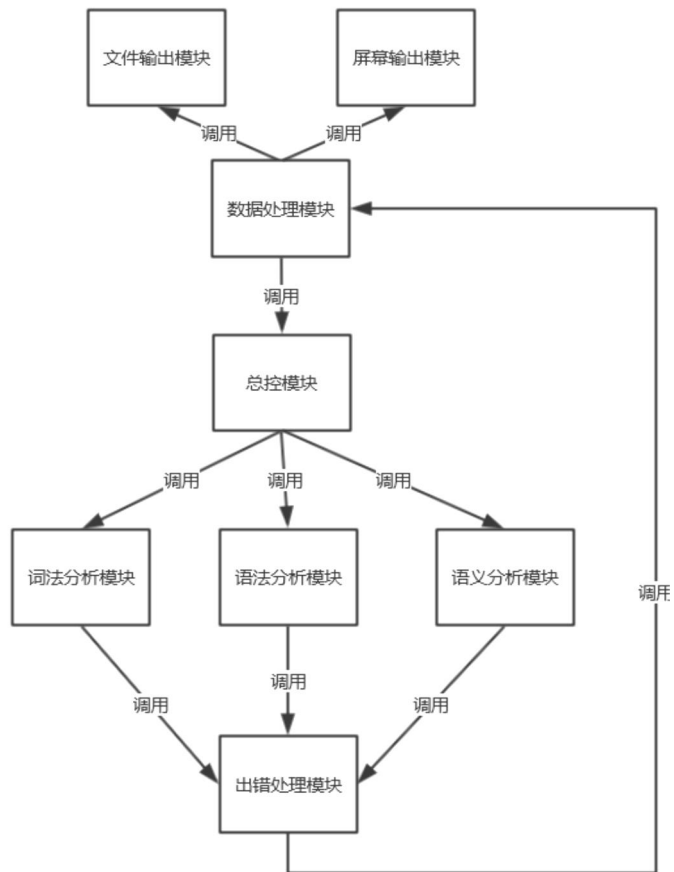 文件输出模块
屏幕输出模块
调用
调用
数据处理模块
调用
总控模块
调用
调用
调用
词法分析模块
语法分析模块
语义分析模块
调用
调用
调用
调用
出错处理模块